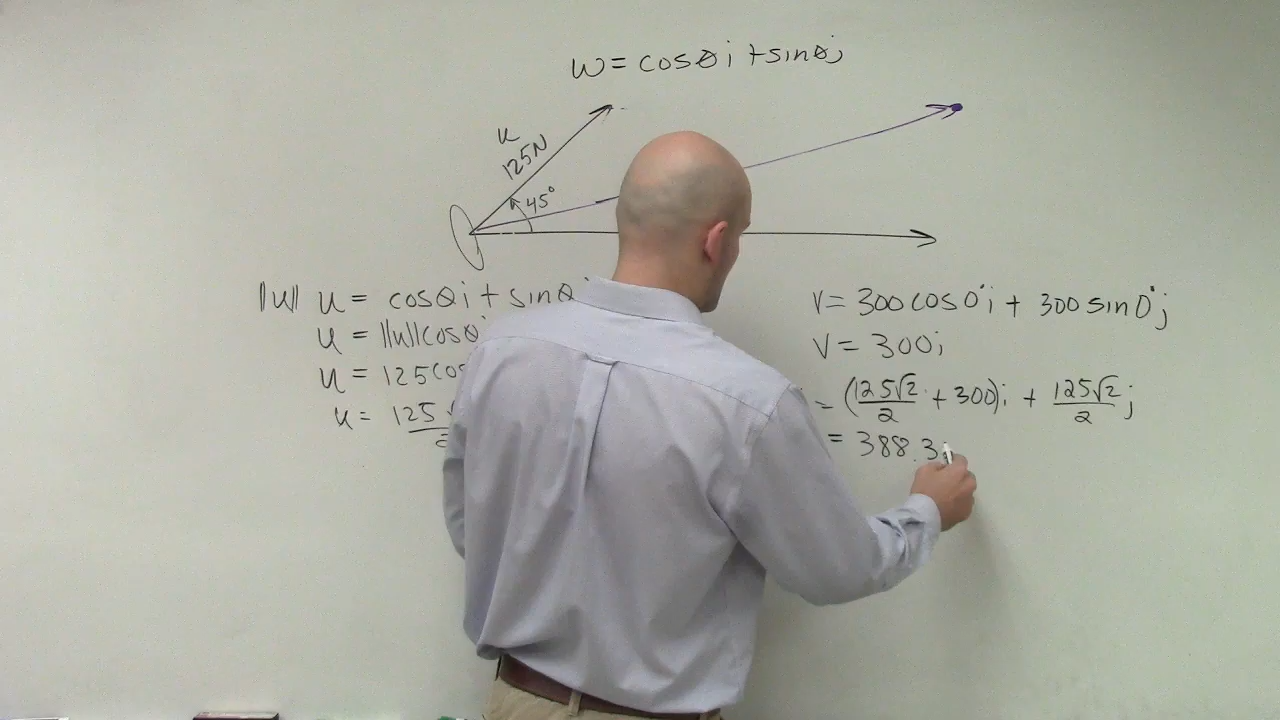 w = cosθi + sinθj
u
125N
45°
||u|| u = cosθi + sinθ
u = ||u||cosθ
u = 125cos
u = 125
v = 300cos0°i + 300sin0°j
v = 300i
= (125√2/2 + 300)i + 125√2/2 j
= 388.3